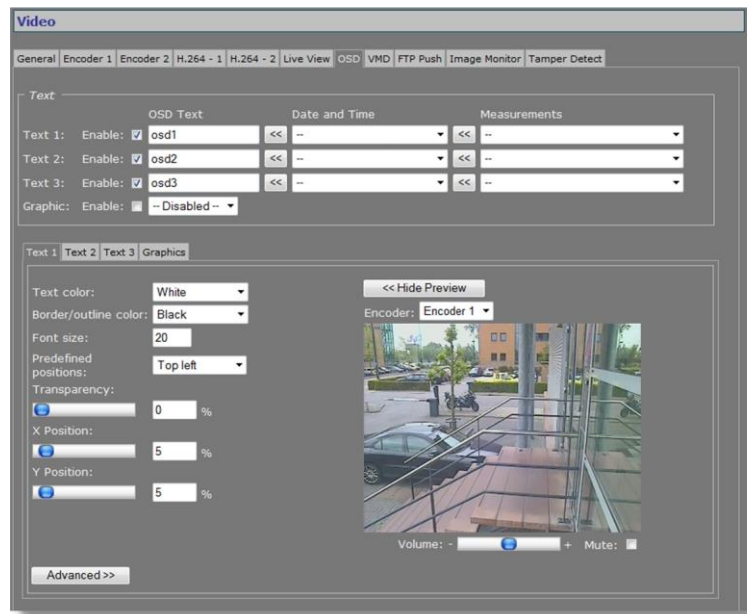 Video
General Encoder 1 Encoder 2 H.264 - 1 H.264 - 2 Live View OSD VMD FTP Push Image Monitor Tamper Detect
Text
OSD Text Date and Time Measurements
Text 1: Enable: osd1 << -- << --
Text 2: Enable: osd2 << -- << --
Text 3: Enable: osd3 << -- << --
Graphic: Enable: -- Disabled --
Text 1 Text 2 Text 3 Graphics
Text color: White
Border/outline color: Black
Font size: 20
Predefined positions: Top left
Transparency:
0 %
X Position:
5 %
Y Position:
5 %
Advanced >>
<< Hide Preview
Encoder: Encoder 1
Volume: - + Mute: